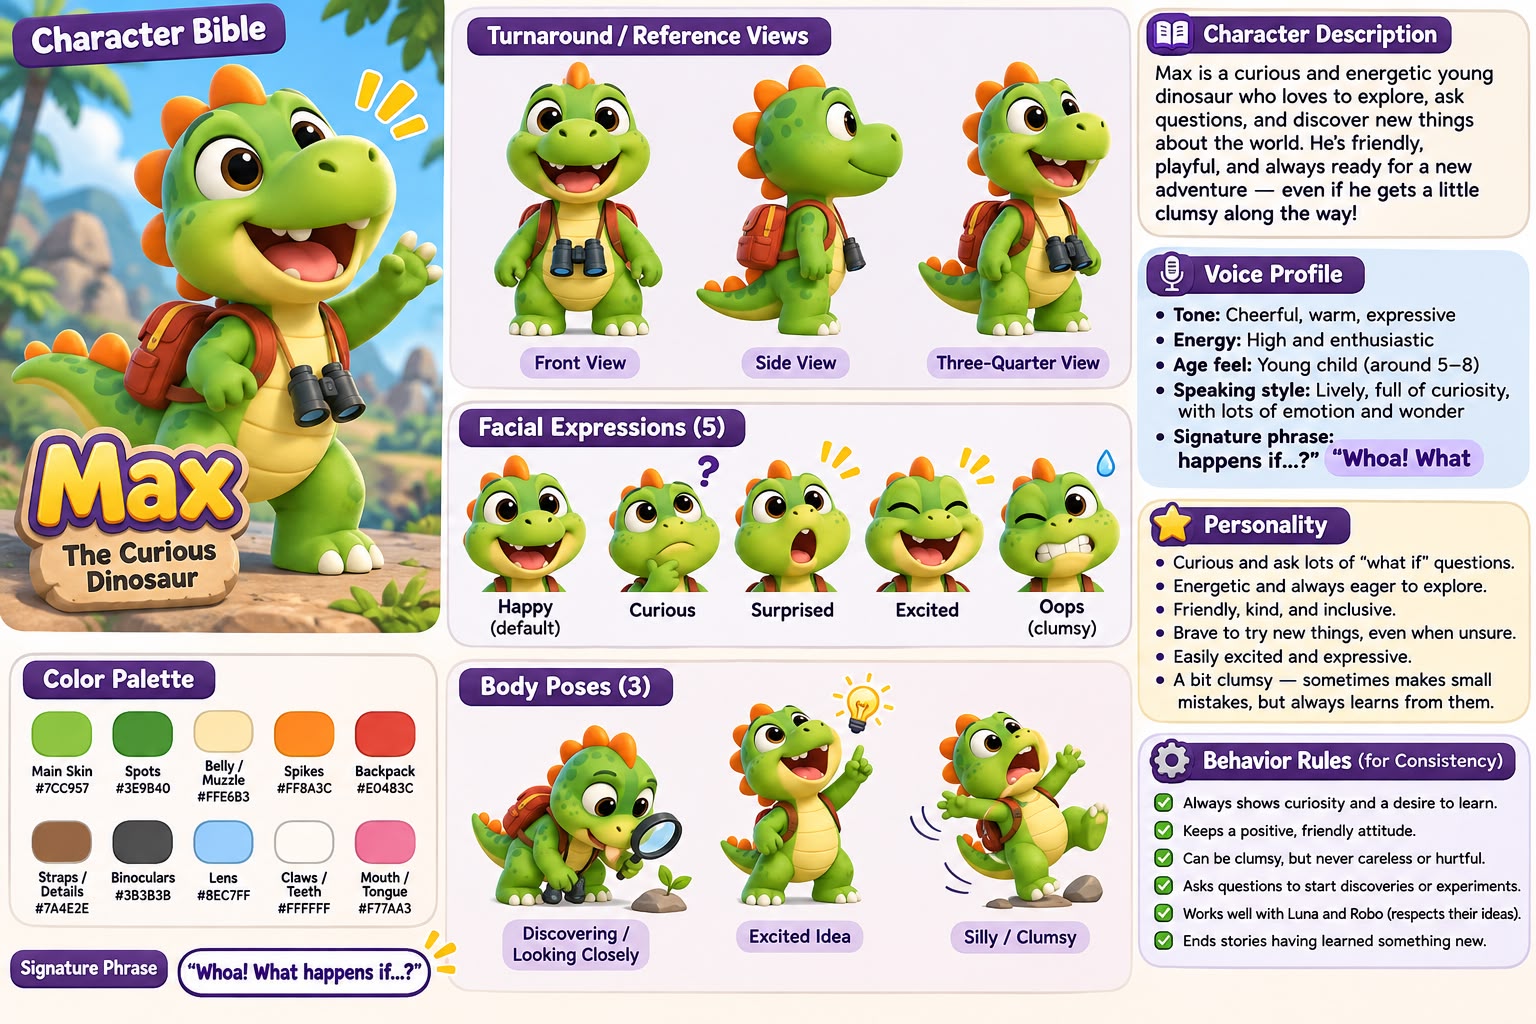 Character Bible
Max
The Curious
Dinosaur
Color Palette
Main Skin
#7CC957
Spots
#3E9B40
Belly /
Muzzle
#FFE6B3
Spikes
#FF8A3C
Backpack
#E0483C
Straps /
Details
#7A4E2E
Binoculars
#3B3B3B
Lens
#8EC7FF
Claws /
Teeth
#FFFFFF
Mouth /
Tongue
#F77AA3
Signature Phrase
“Whoa! What happens if...?”
Turnaround / Reference Views
Front View
Side View
Three-Quarter View
Facial Expressions (5)
?
Happy
(default)
Curious
Surprised
Excited
Oops
(clumsy)
Body Poses (3)
Discovering /
Looking Closely
Excited Idea
Silly / Clumsy
Character Description
Max is a curious and energetic young
dinosaur who loves to explore, ask
questions, and discover new things
about the world. He’s friendly,
playful, and always ready for a new
adventure — even if he gets a little
clumsy along the way!
Voice Profile
• Tone: Cheerful, warm, expressive
• Energy: High and enthusiastic
• Age feel: Young child (around 5–8)
• Speaking style: Lively, full of curiosity,
with lots of emotion and wonder
• Signature phrase:
happens if...?” “Whoa! What
Personality
• Curious and ask lots of “what if” questions.
• Energetic and always eager to explore.
• Friendly, kind, and inclusive.
• Brave to try new things, even when unsure.
• Easily excited and expressive.
• A bit clumsy — sometimes makes small
mistakes, but always learns from them.
Behavior Rules (for Consistency)
Always shows curiosity and a desire to learn.
Keeps a positive, friendly attitude.
Can be clumsy, but never careless or hurtful.
Asks questions to start discoveries or experiments.
Works well with Luna and Robo (respects their ideas).
Ends stories having learned something new.